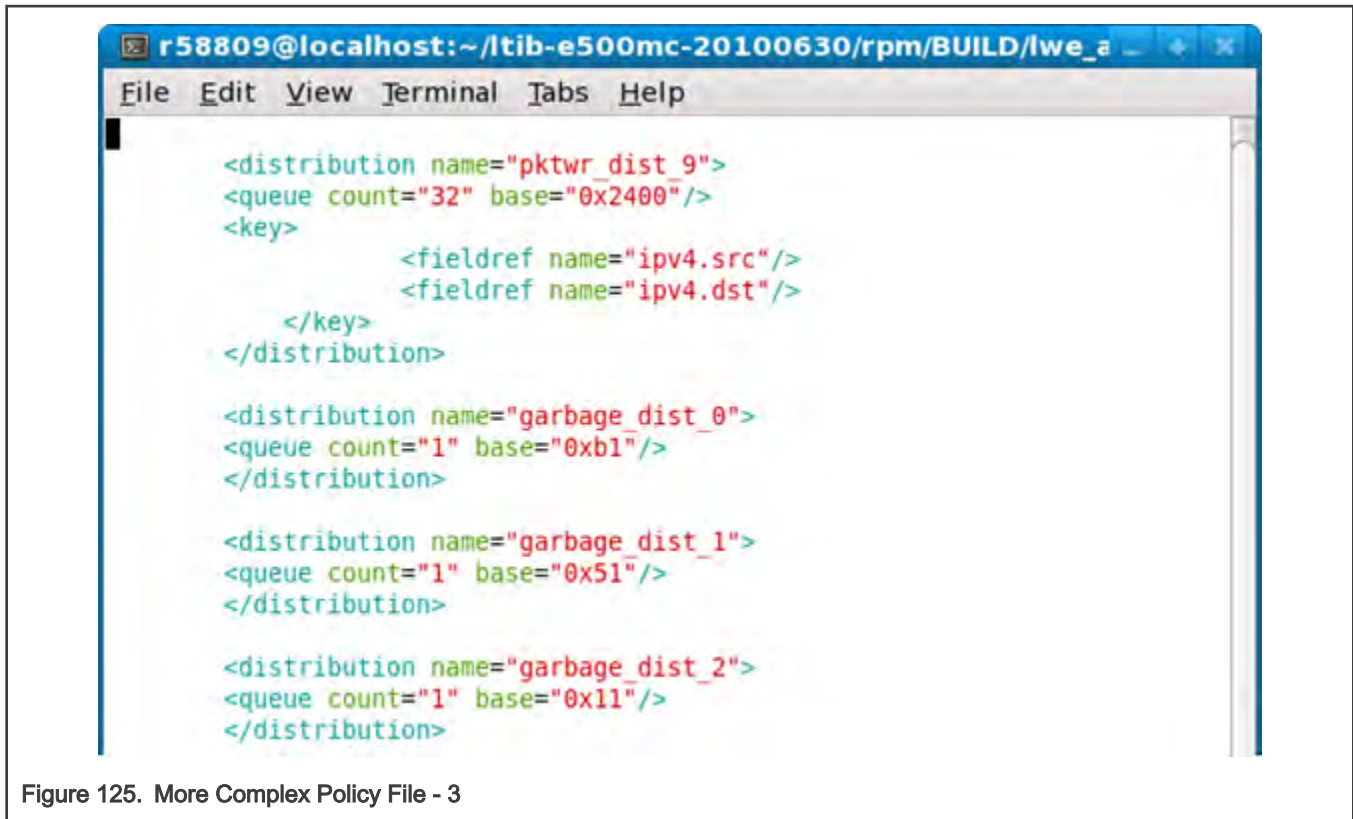 r58809@localhost:~/ltib-e500mc-20100630/rpm/BUILD/lwe_a
File Edit View Terminal Tabs Help
<distribution name="pktwr_dist_9">
<queue count="32" base="0x2400"/>
<key>
<fieldref name="ipv4.src"/>
<fieldref name="ipv4.dst"/>
</key>
</distribution>
<distribution name="garbage_dist_0">
<queue count="1" base="0xb1"/>
</distribution>
<distribution name="garbage_dist_1">
<queue count="1" base="0x51"/>
</distribution>
<distribution name="garbage_dist_2">
<queue count="1" base="0x11"/>
</distribution>
Figure 125. More Complex Policy File - 3